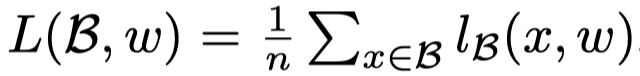 L(ℬ, w) = 1/n ∑_{x∈ℬ} l_ℬ(x, w).